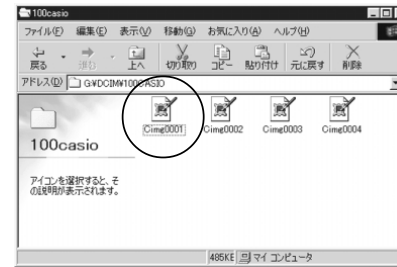 100casio
ファイル(F) 編集(E) 表示(V) 移動(G) お気に入り(A) ヘルプ(H)
戻る 進む 上へ 切り取り コピー 貼り付け 元に戻す 削除
アドレス(D) G:¥DCIM¥100CASIO
Cimg0001 Cimg0002 Cimg0003 Cimg0004
100casio
アイコンを選択すると、そ
の説明が表示されます。
485KB マイ コンピュータ